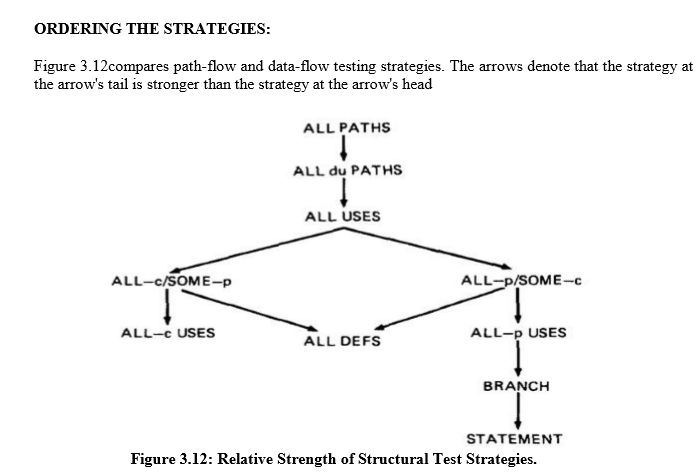 ORDERING THE STRATEGIES:
Figure 3.12compares path-flow and data-flow testing strategies. The arrows denote that the strategy at
the arrow's tail is stronger than the strategy at the arrow's head
ALL PATHS
ALL du PATHS
ALL USES
ALL-c/SOME-p ALL-p/SOME-c
ALL-c USES ALL DEFS ALL-p USES
BRANCH
STATEMENT
Figure 3.12: Relative Strength of Structural Test Strategies.